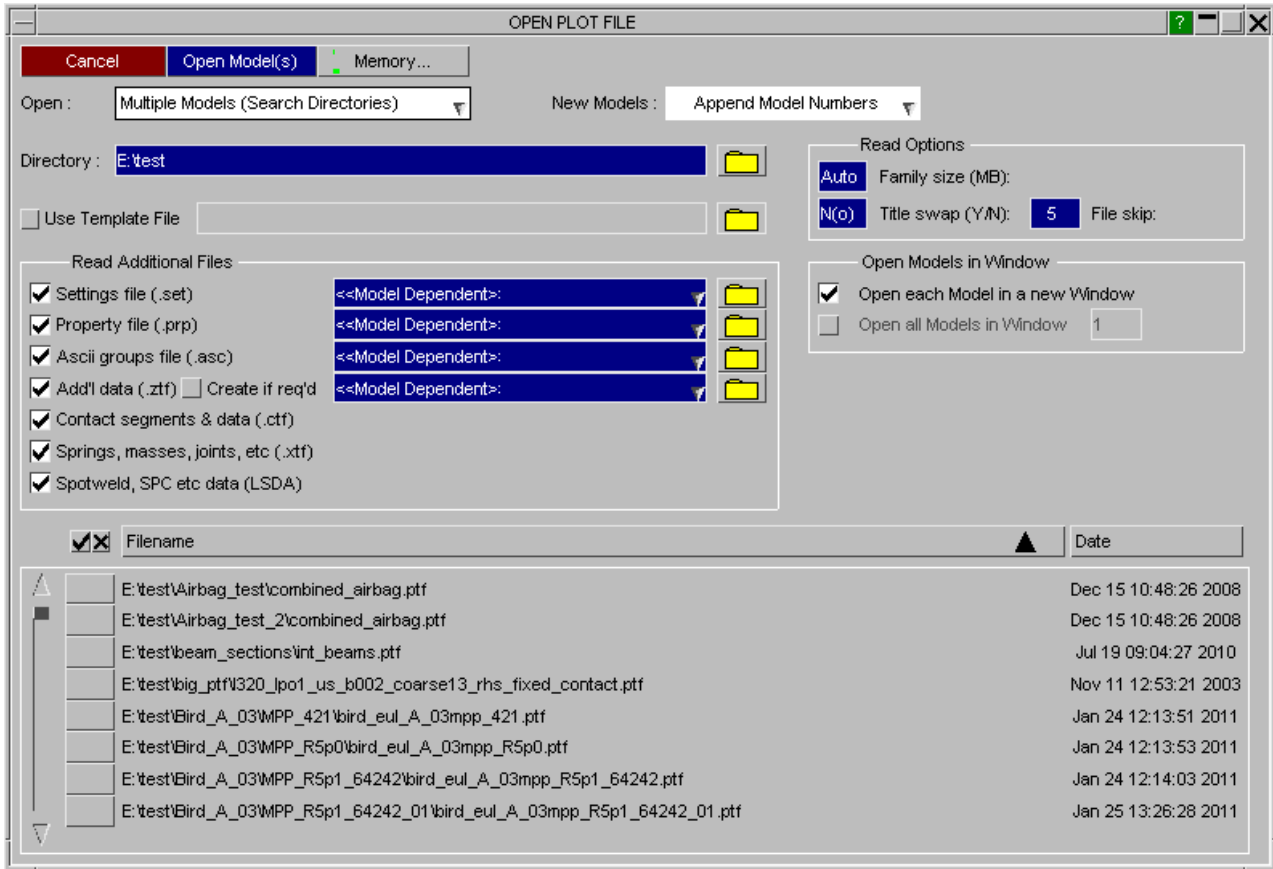 OPEN PLOT FILE
?
Cancel Open Model(s) Memory...
Open : Multiple Models (Search Directories) New Models : Append Model Numbers
Directory : E:\test
Read Options
Auto Family size (MB):
Use Template File
N(o) Title swap (Y/N): 5 File skip:
Read Additional Files
Open Models in Window
Settings file (.set) <<Model Dependent>:
Open each Model in a new Window
Property file (.prp) <<Model Dependent>:
Open all Models in Window 1
Ascii groups file (.asc) <<Model Dependent>:
Add'l data (.ztf) Create if req'd <<Model Dependent>:
Contact segments & data (.ctf)
Springs, masses, joints, etc (.xtf)
Spotweld, SPC etc data (LSDA)
Filename Date
E:\test\Airbag_test\combined_airbag.ptf Dec 15 10:48:26 2008
E:\test\Airbag_test_2\combined_airbag.ptf Dec 15 10:48:26 2008
E:\test\beam_sections\int_beams.ptf Jul 19 09:04:27 2010
E:\test\big_ptf\l320_lpo1_us_b002_coarse13_rhs_fixed_contact.ptf Nov 11 12:53:21 2003
E:\test\Bird_A_03\MPP_421\bird_eul_A_03mpp_421.ptf Jan 24 12:13:51 2011
E:\test\Bird_A_03\MPP_R5p0\bird_eul_A_03mpp_R5p0.ptf Jan 24 12:13:53 2011
E:\test\Bird_A_03\MPP_R5p1_64242\bird_eul_A_03mpp_R5p1_64242.ptf Jan 24 12:14:03 2011
E:\test\Bird_A_03\MPP_R5p1_64242_01\bird_eul_A_03mpp_R5p1_64242_01.ptf Jan 25 13:26:28 2011